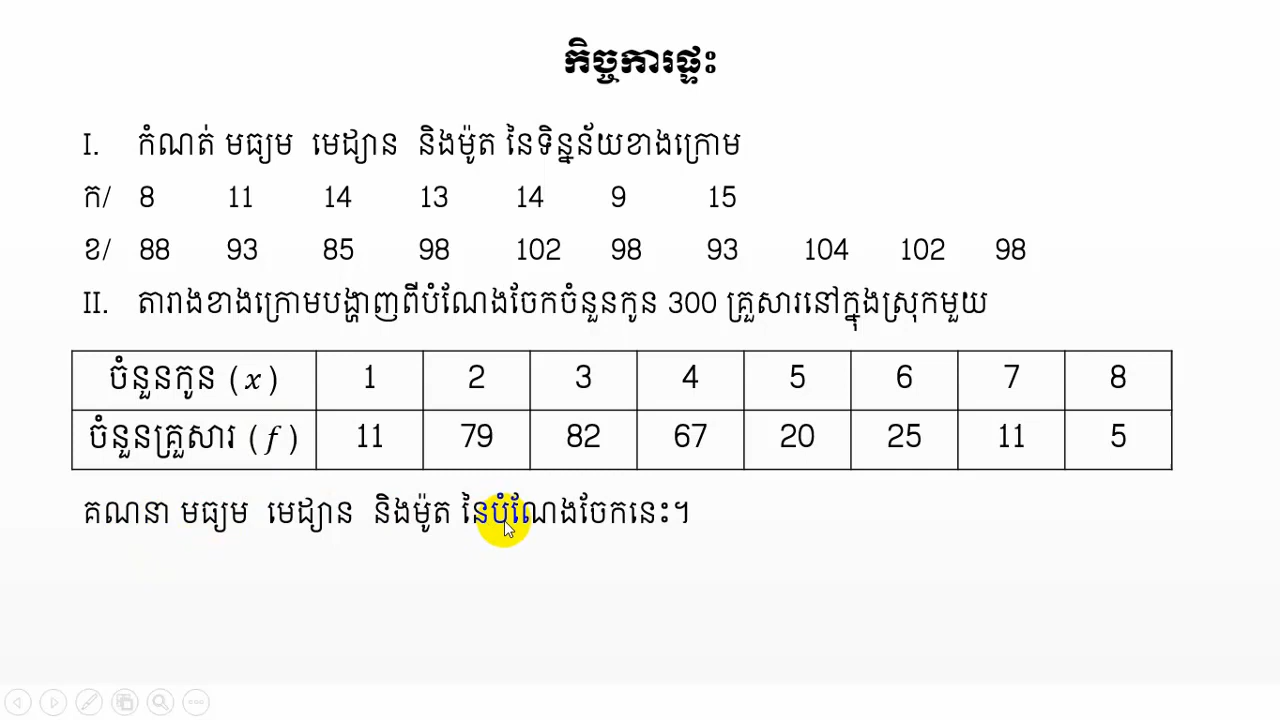 កិច្ចការផ្ទះ
I. កំណត់ មធ្យម មេដ្យាន និងម៉ូត នៃទិន្នន័យខាងក្រោម
ក/ 8 11 14 13 14 9 15
ខ/ 88 93 85 98 102 98 93 104 102 98
II. តារាងខាងក្រោមបង្ហាញពីបំណែងចែកចំនួនកូន 300 គ្រួសារនៅក្នុងស្រុកមួយ
ចំនួនកូន (x) 1 2 3 4 5 6 7 8
ចំនួនគ្រួសារ (f) 11 79 82 67 20 25 11 5
គណនា មធ្យម មេដ្យាន និងម៉ូត នៃបំណែងចែកនេះ។